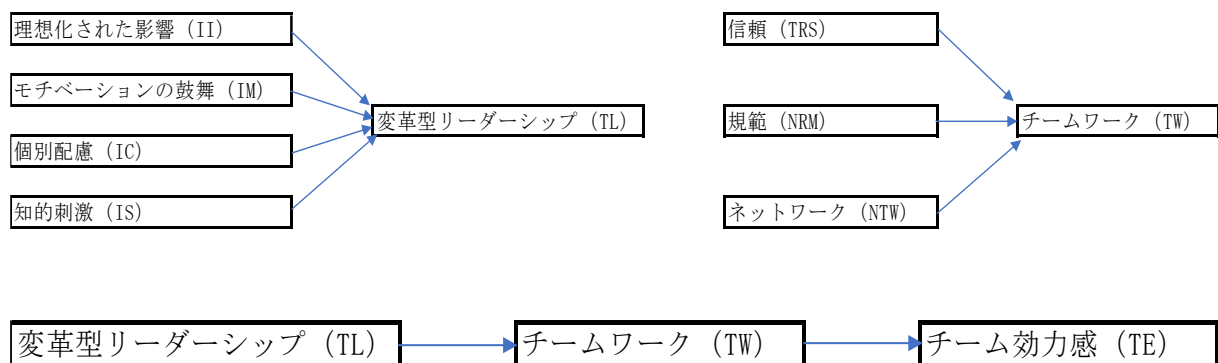 理想化された影響（II）
モチベーションの鼓舞（IM）
個別配慮（IC）
知的刺激（IS）
変革型リーダーシップ（TL）
信頼（TRS）
規範（NRM）
ネットワーク（NTW）
チームワーク（TW）
変革型リーダーシップ（TL）
チームワーク（TW）
チーム効力感（TE）